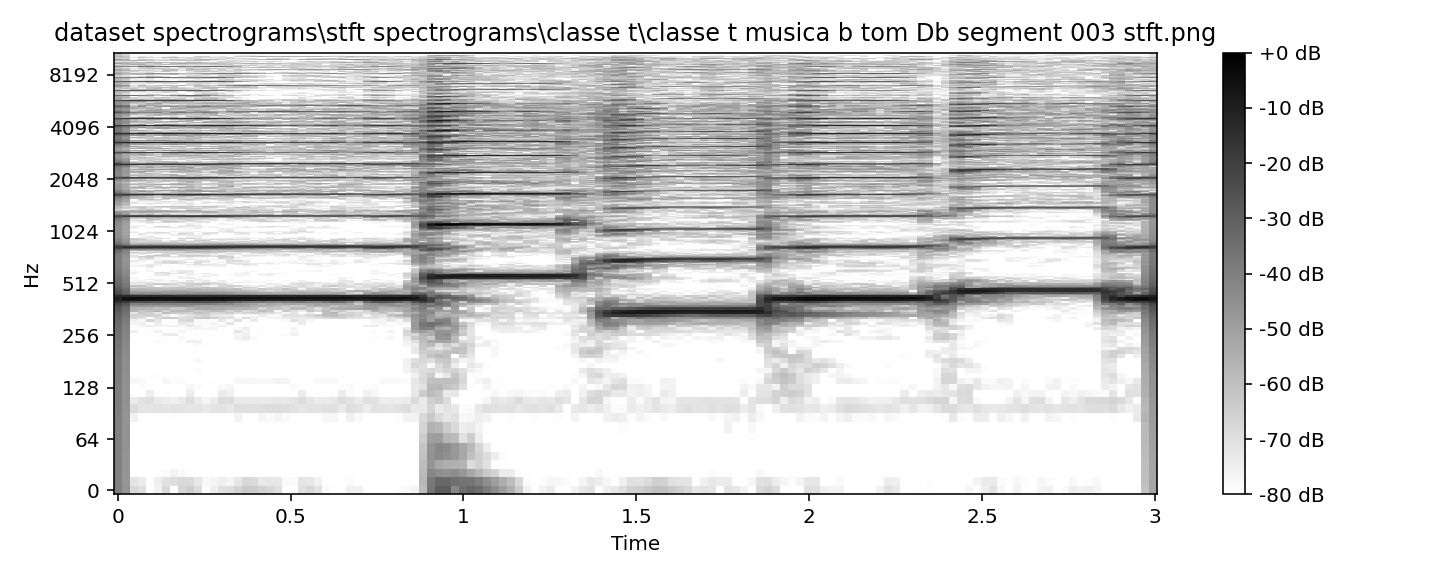 dataset spectrograms\stft spectrograms\classe t\classe t musica b tom Db segment 003 stft.png
8192
4096
2048
1024
512
256
128
64
0
Hz
0
0.5
1
1.5
2
2.5
3
Time
+0 dB
-10 dB
-20 dB
-30 dB
-40 dB
-50 dB
-60 dB
-70 dB
-80 dB